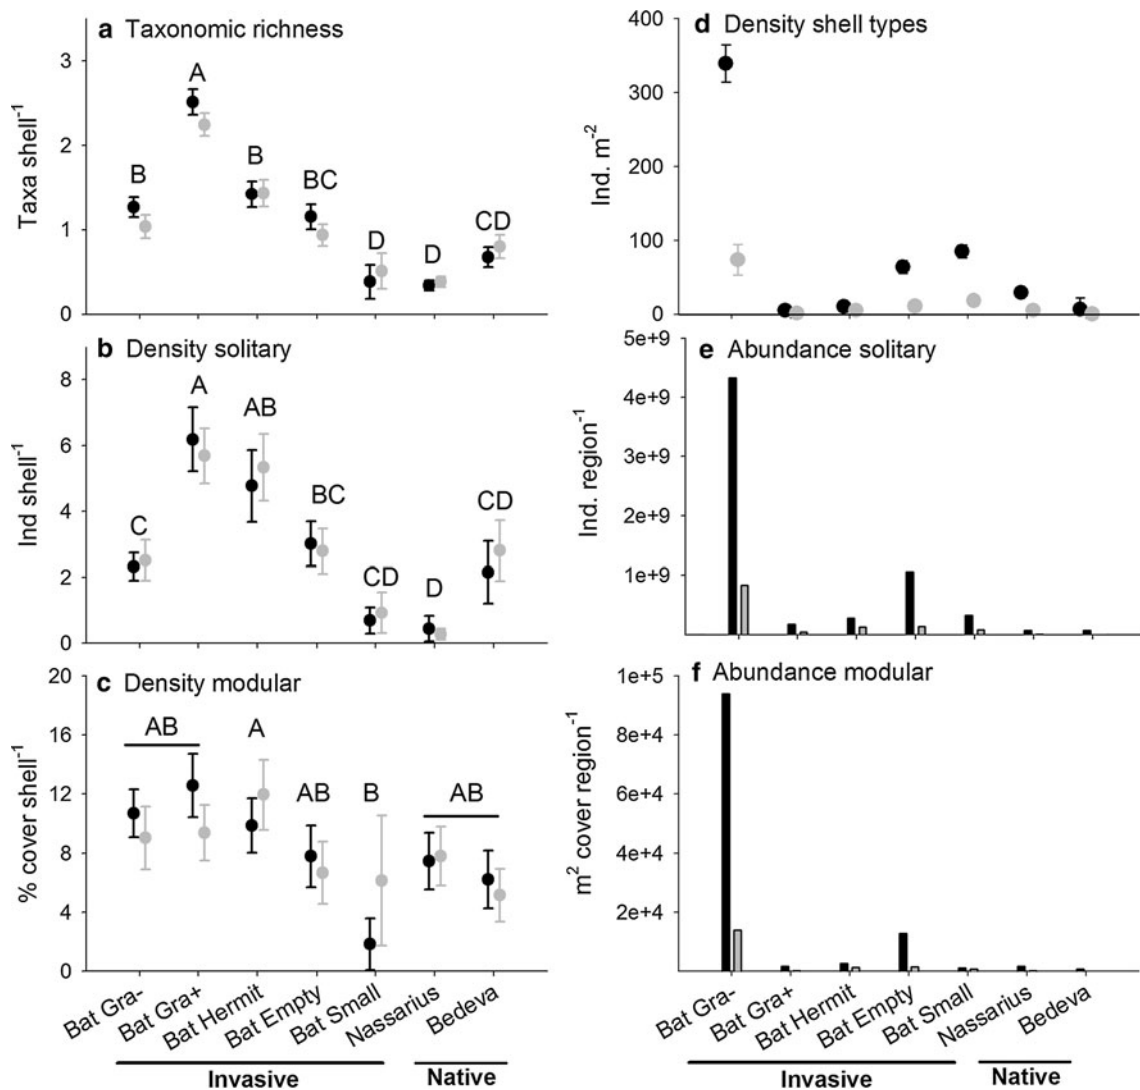 a Taxonomic richness
Taxa shell⁻¹
3
2
1
0
B
A
B
BC
D
D
CD
b Density solitary
Ind shell⁻¹
8
6
4
2
0
C
A
AB
BC
CD
D
CD
c Density modular
% cover shell⁻¹
20
16
12
8
4
0
AB
A
AB
B
AB
Bat Gra-
Bat Gra+
Bat Hermit
Bat Empty
Bat Small
Nassarius
Bedeva
Invasive
Native
d Density shell types
Ind. m⁻²
400
300
200
100
0
e Abundance solitary
Ind. region⁻¹
5e+9
4e+9
3e+9
2e+9
1e+9
f Abundance modular
m² cover region⁻¹
1e+5
8e+4
6e+4
4e+4
2e+4
Bat Gra-
Bat Gra+
Bat Hermit
Bat Empty
Bat Small
Nassarius
Bedeva
Invasive
Native